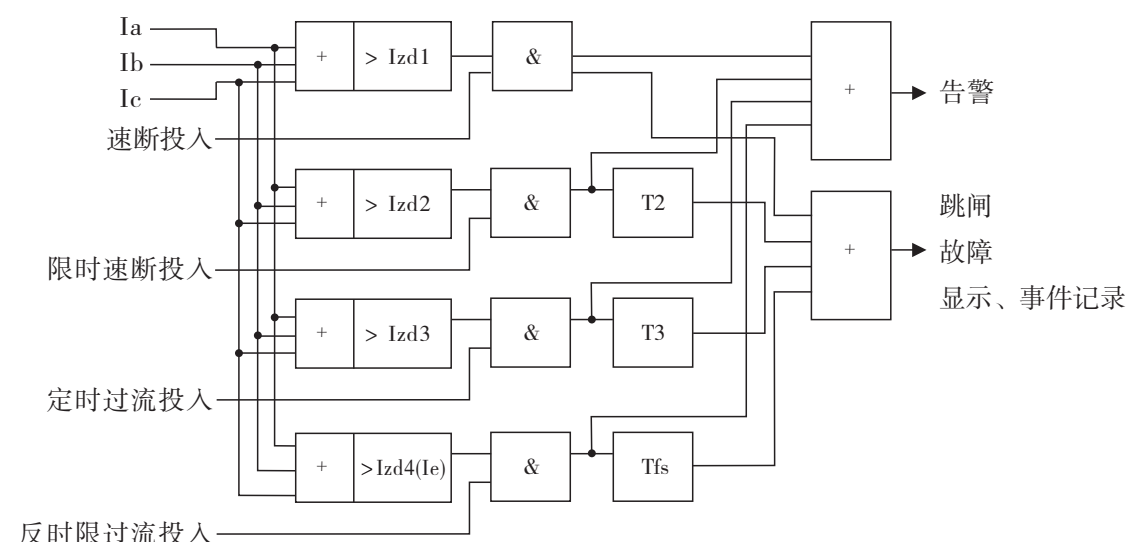 Ia
Ib
Ic
+
> Izd1
&
+
告警
速断投入
+
> Izd2
&
T2
跳闸
+
故障
显示、事件记录
限时速断投入
+
> Izd3
&
T3
定时过流投入
+
>Izd4(Ie)
&
Tfs
反时限过流投入